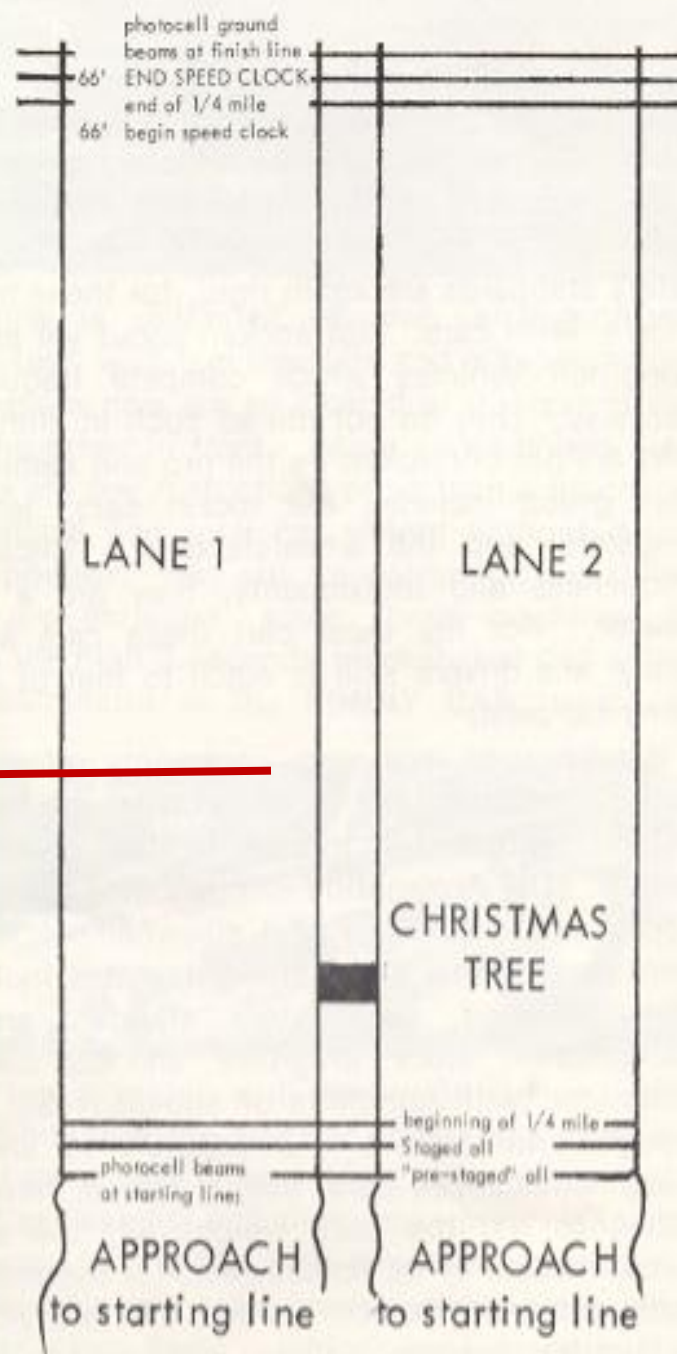 photocell ground
beams at finish line
66' END SPEED CLOCK
end of 1/4 mile
66' begin speed clock
LANE 1
LANE 2
CHRISTMAS
TREE
beginning of 1/4 mile
Staged all
"pre-staged" all
photocell beams
at starting line;
APPROACH
to starting line
APPROACH
to starting line